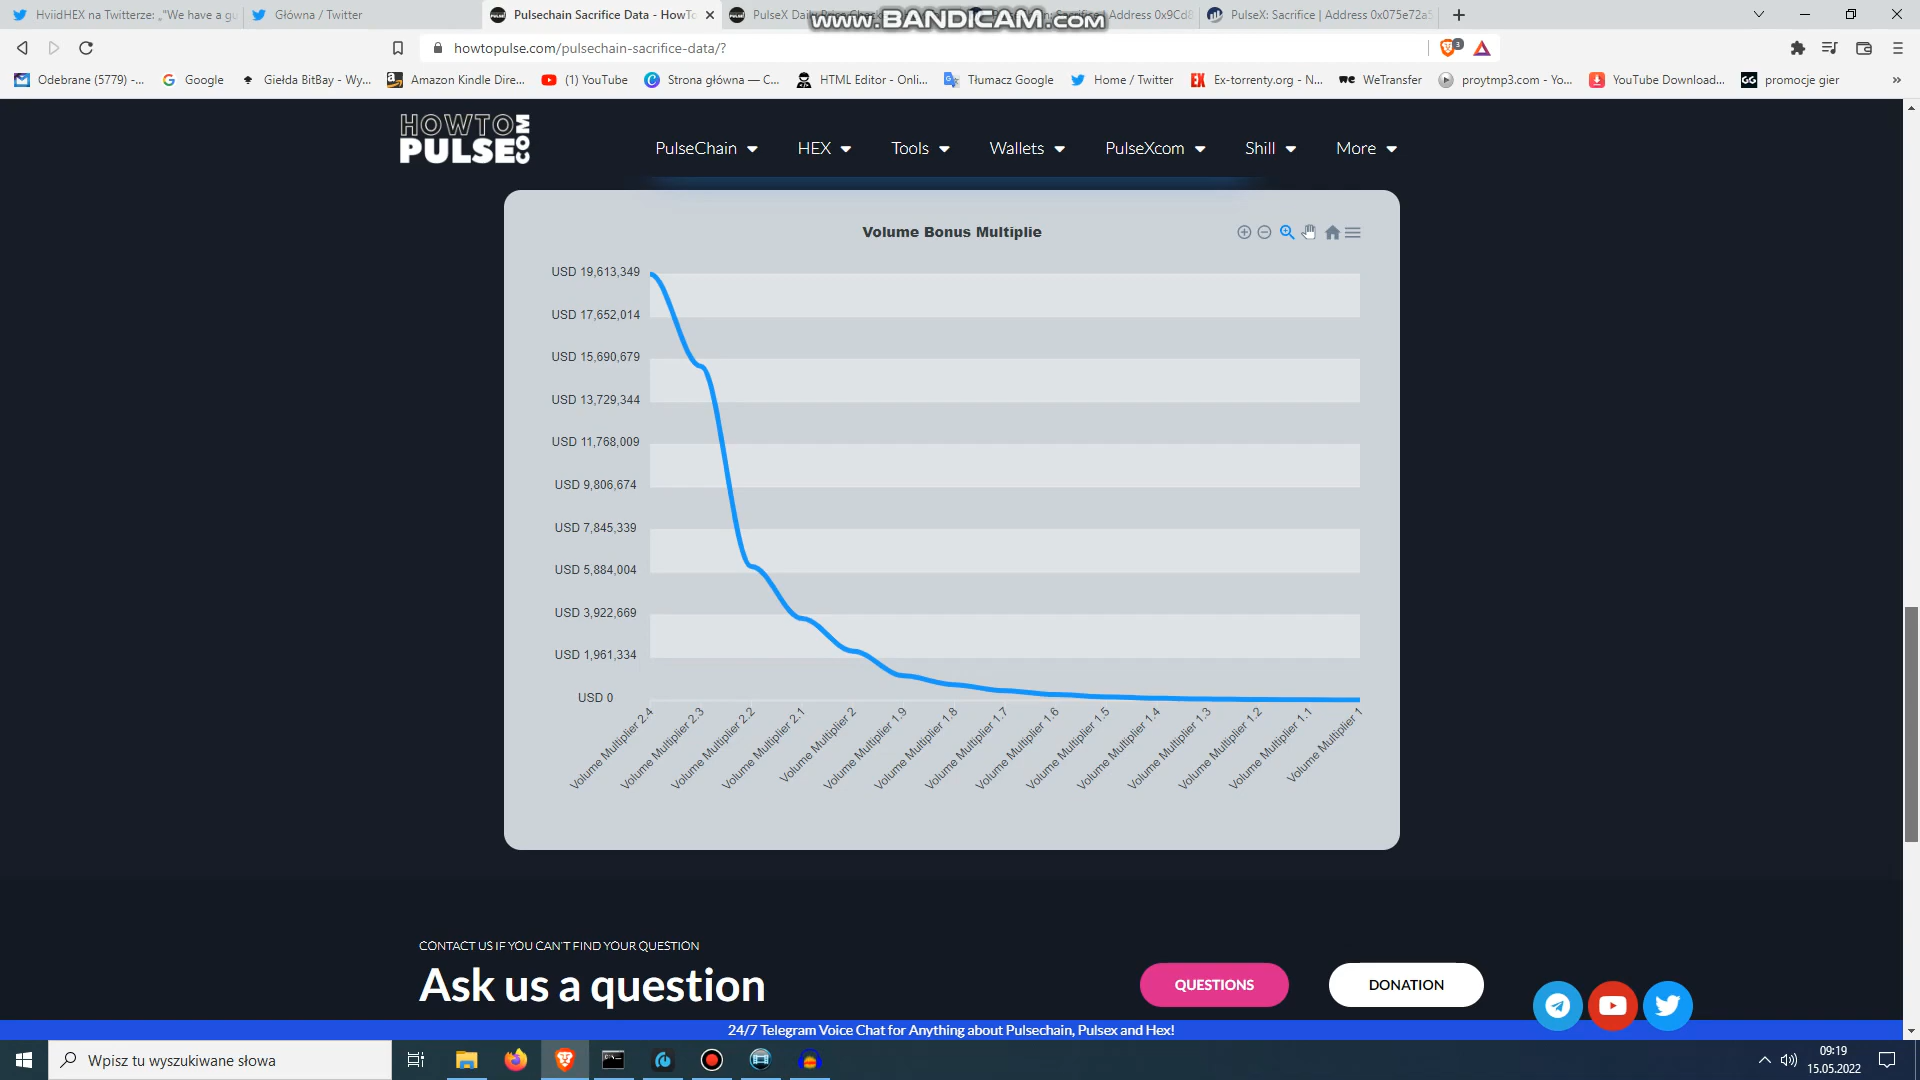 HviidHEX na Twitterze: „"We have a gu
Główna / Twitter
Pulsechain Sacrifice Data - HowTo
PulseX Daily Price Check
Sacrifice | Address 0x9Cd8
PulseX: Sacrifice | Address 0x075e72a5
www.BANDICAM.com
howtopulse.com/pulsechain-sacrifice-data/?
3
Odebrane (5779) -...
Google
Giełda BitBay - Wy...
Amazon Kindle Dire...
(1) YouTube
Strona główna — C...
HTML Editor - Onli...
Tłumacz Google
Home / Twitter
Ex-torrenty.org - N...
WeTransfer
proytmp3.com - Yo...
YouTube Download...
promocje gier
»
HOWTO
PULSE
COM
PulseChain
HEX
Tools
Wallets
PulseXcom
Shill
More
Volume Bonus Multiplie
USD 19,613,349
USD 17,652,014
USD 15,690,679
USD 13,729,344
USD 11,768,009
USD 9,806,674
USD 7,845,339
USD 5,884,004
USD 3,922,669
USD 1,961,334
USD 0
Volume Multiplier 2.4
Volume Multiplier 2.3
Volume Multiplier 2.2
Volume Multiplier 2.1
Volume Multiplier 2
Volume Multiplier 1.9
Volume Multiplier 1.8
Volume Multiplier 1.7
Volume Multiplier 1.6
Volume Multiplier 1.5
Volume Multiplier 1.4
Volume Multiplier 1.3
Volume Multiplier 1.2
Volume Multiplier 1.1
Volume Multiplier 1
CONTACT US IF YOU CAN'T FIND YOUR QUESTION
Ask us a question
QUESTIONS
DONATION
24/7 Telegram Voice Chat for Anything about Pulsechain, Pulsex and Hex!
Wpisz tu wyszukiwane słowa
09:19
15.05.2022